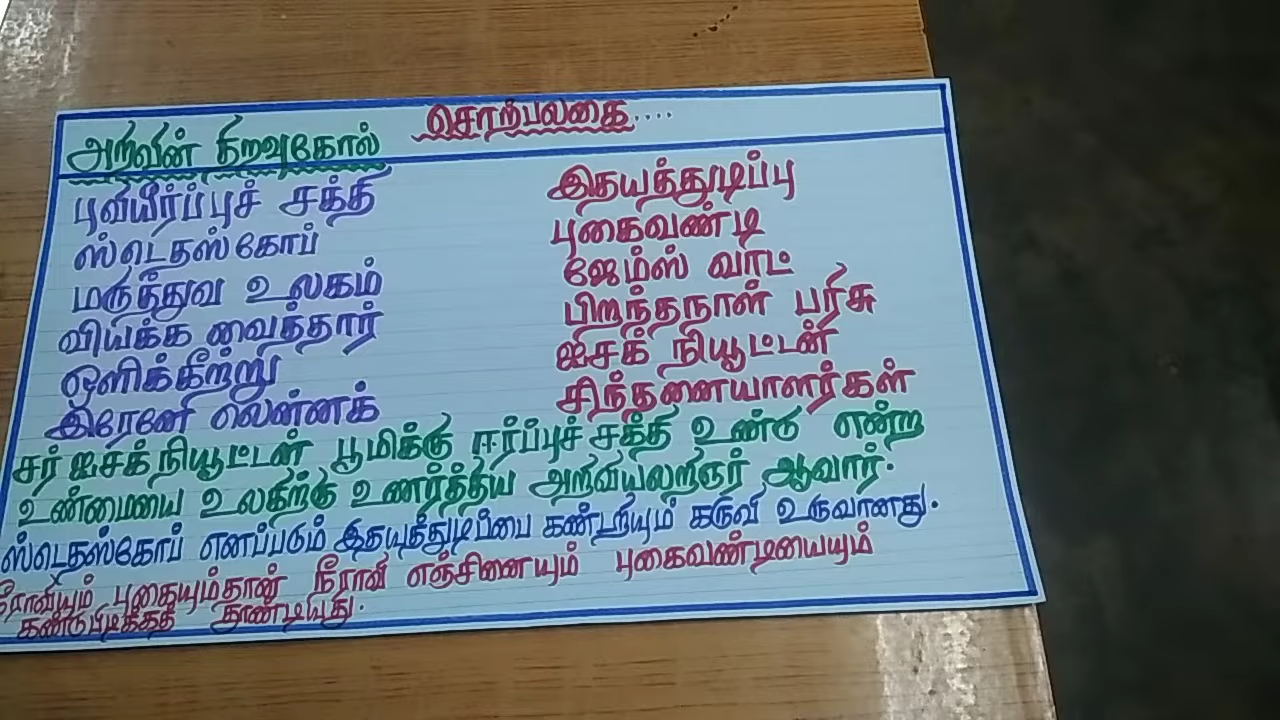 சொற்பலகை....
அறிவின் திறவுகோல்
புவியீர்ப்புச் சக்தி
ஸ்டெதஸ்கோப்
மருத்துவ உலகம்
வியக்க வைத்தார்
ஒளிக்கீற்று
இரேனே லென்னக்
இதயத்துடிப்பு
புகைவண்டி
ஜேம்ஸ் வாட்
பிறந்தநாள் பரிசு
ஐசக் நியூட்டன்
சிந்தனையாளர்கள்
சர் ஐசக் நியூட்டன் பூமிக்கு ஈர்ப்புச் சக்தி உண்டு என்ற
உண்மையை உலகிற்கு உணர்த்திய அறிவியலறிஞர் ஆவார்.
ஸ்டெதஸ்கோப் எனப்படும் இதயத்துடிப்பை கண்டறியும் கருவி உருவானது.
நீராவியும் புகையும்தான் நீராவி எஞ்சினையும் புகைவண்டியையும்
கண்டுபிடிக்கத் தூண்டியது.